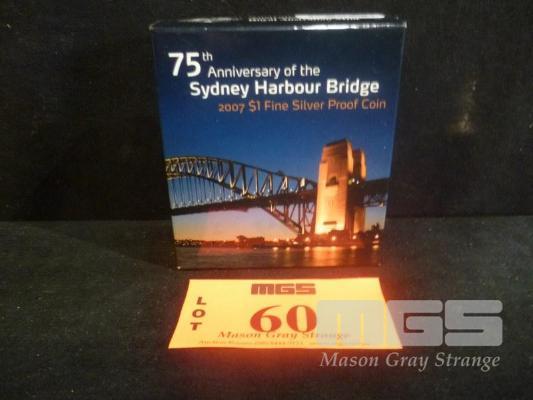 75th Anniversary of the
Sydney Harbour Bridge
2007 $1 Fine Silver Proof Coin
MGS
LOT
60
Mason Gray Strange
MGS
Mason Gray Strange